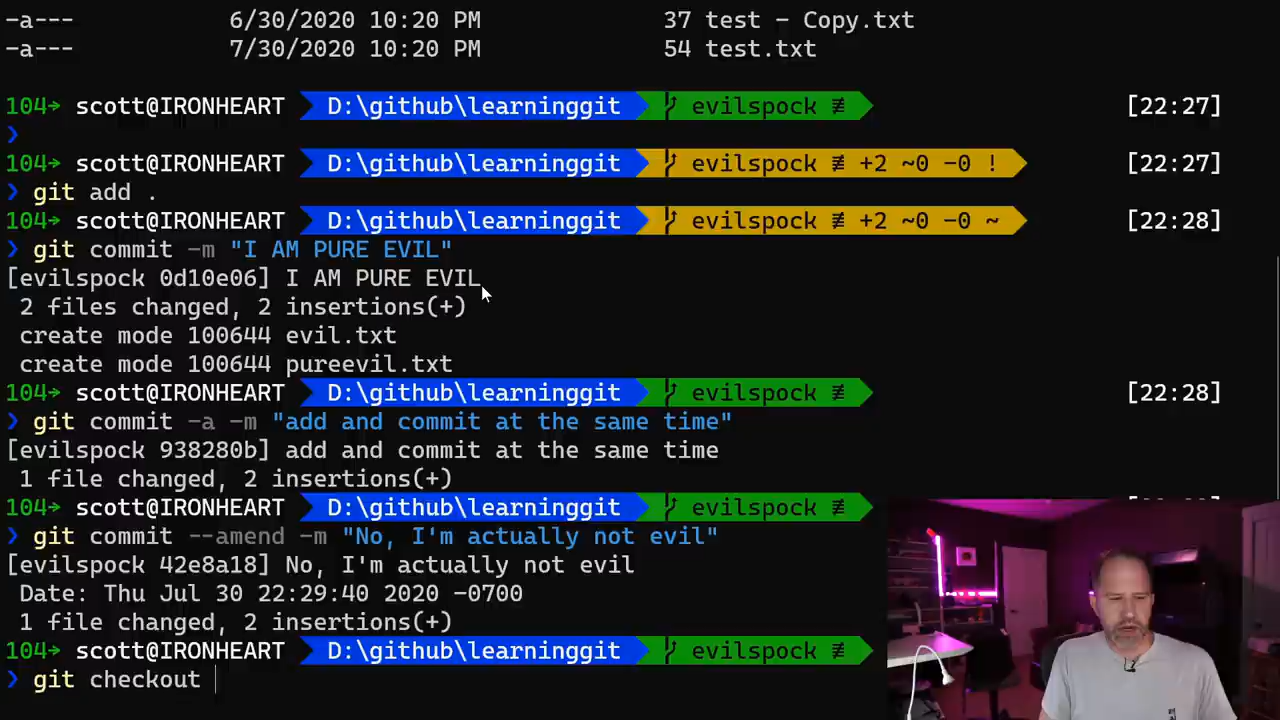 -a--- 6/30/2020 10:20 PM 37 test - Copy.txt
-a--- 7/30/2020 10:20 PM 54 test.txt
104→ scott@IRONHEART D:\github\learninggit evilspock ≢ [22:27]
❯
104→ scott@IRONHEART D:\github\learninggit evilspock ≢ +2 ~0 -0 ! [22:27]
❯ git add .
104→ scott@IRONHEART D:\github\learninggit evilspock ≢ +2 ~0 -0 ~ [22:28]
❯ git commit -m "I AM PURE EVIL"
[evilspock 0d10e06] I AM PURE EVIL
2 files changed, 2 insertions(+)
create mode 100644 evil.txt
create mode 100644 pureevil.txt
104→ scott@IRONHEART D:\github\learninggit evilspock ≢ [22:28]
❯ git commit -a -m "add and commit at the same time"
[evilspock 938280b] add and commit at the same time
1 file changed, 2 insertions(+)
104→ scott@IRONHEART D:\github\learninggit evilspock ≢
❯ git commit --amend -m "No, I'm actually not evil"
[evilspock 42e8a18] No, I'm actually not evil
Date: Thu Jul 30 22:29:40 2020 -0700
1 file changed, 2 insertions(+)
104→ scott@IRONHEART D:\github\learninggit evilspock ≢
❯ git checkout